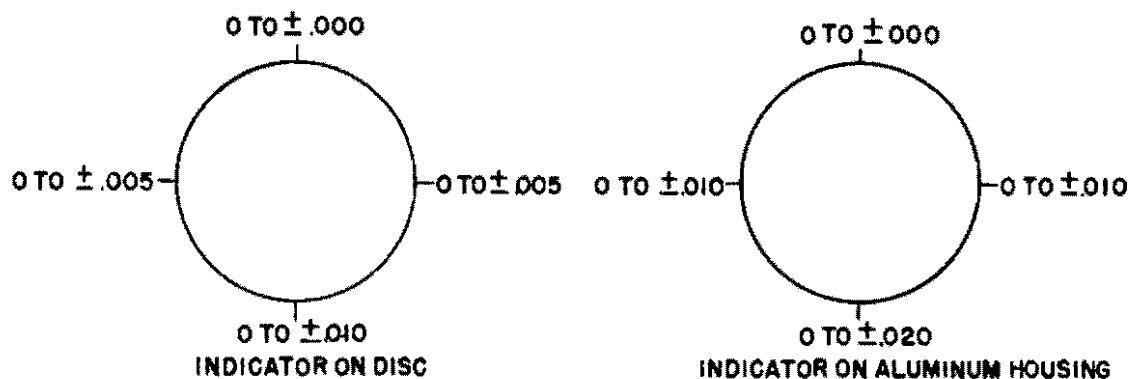 0 TO ±.000
0 TO ±.005
0 TO ±.005
0 TO ±.010
INDICATOR ON DISC
0 TO ±000
0 TO ±.010
0 TO ±.010
0 TO ±.020
INDICATOR ON ALUMINUM HOUSING